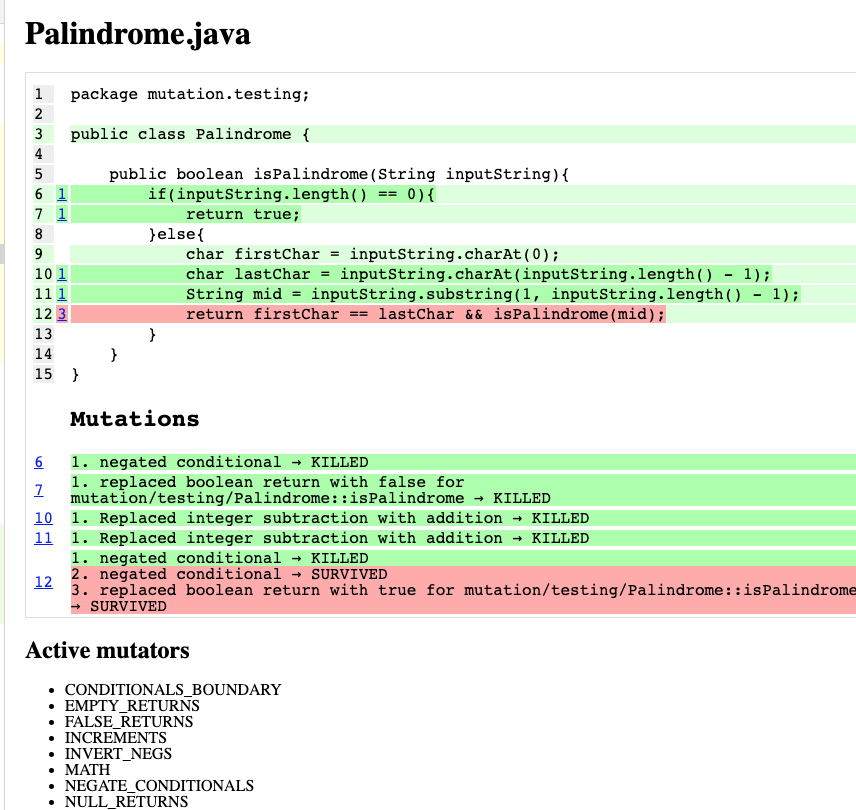 Palindrome.java
1 package mutation.testing;
2
3 public class Palindrome {
4
5 public boolean isPalindrome(String inputString){
6 1 if(inputString.length() == 0){
7 1 return true;
8 }else{
9 char firstChar = inputString.charAt(0);
10 1 char lastChar = inputString.charAt(inputString.length() - 1);
11 1 String mid = inputString.substring(1, inputString.length() - 1);
12 3 return firstChar == lastChar && isPalindrome(mid);
13 }
14 }
15 }
Mutations
6 1. negated conditional → KILLED
7 1. replaced boolean return with false for
mutation/testing/Palindrome::isPalindrome → KILLED
10 1. Replaced integer subtraction with addition → KILLED
11 1. Replaced integer subtraction with addition → KILLED
12 1. negated conditional → KILLED
2. negated conditional → SURVIVED
3. replaced boolean return with true for mutation/testing/Palindrome::isPalindrome
→ SURVIVED
Active mutators
• CONDITIONALS_BOUNDARY
• EMPTY_RETURNS
• FALSE_RETURNS
• INCREMENTS
• INVERT_NEGS
• MATH
• NEGATE_CONDITIONALS
• NULL_RETURNS